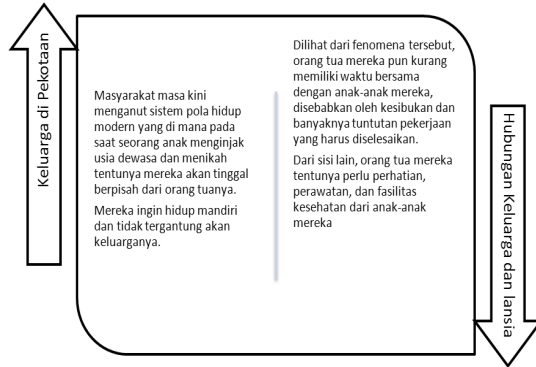 Keluarga di Pekotaan
Masyarakat masa kini
menganut sistem pola hidup
modern yang di mana pada
saat seorang anak menginjak
usia dewasa dan menikah
tentunya mereka akan tinggal
berpisah dari orang tuanya.
Mereka ingin hidup mandiri
dan tidak tergantung akan
keluarganya.
Dilihat dari fenomena tersebut,
orang tua mereka pun kurang
memiliki waktu bersama
dengan anak-anak mereka,
disebabkan oleh kesibukan dan
banyaknya tuntutan pekerjaan
yang harus diselesaikan.
Dari sisi lain, orang tua mereka
tentunya perlu perhatian,
perawatan, dan fasilitas
kesehatan dari anak-anak
mereka
Hubungan Keluarga dan lansia